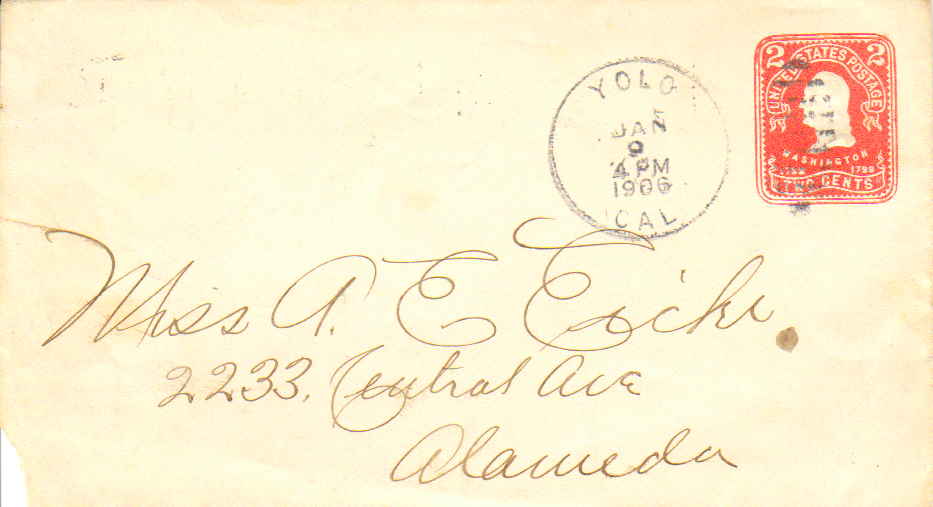 YOLO
JAN
9
4 PM
1906
CAL.
2 2
UNITED STATES POSTAGE
WASHINGTON
1732 1799
TWO CENTS
Miss A. E. Eicke.
2233, Central Ave
Alameda